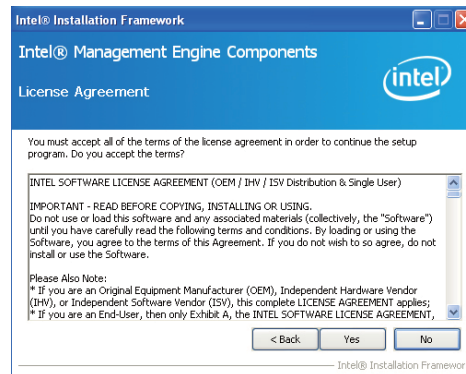 Intel® Installation Framework
Intel® Management Engine Components
License Agreement
intel
You must accept all of the terms of the license agreement in order to continue the setup
program. Do you accept the terms?
INTEL SOFTWARE LICENSE AGREEMENT (OEM / IHV / ISV Distribution & Single User)
IMPORTANT - READ BEFORE COPYING, INSTALLING OR USING.
Do not use or load this software and any associated materials (collectively, the "Software")
until you have carefully read the following terms and conditions. By loading or using the
Software, you agree to the terms of this Agreement. If you do not wish to so agree, do not
install or use the Software.
Please Also Note:
* If you are an Original Equipment Manufacturer (OEM), Independent Hardware Vendor
(IHV), or Independent Software Vendor (ISV), this complete LICENSE AGREEMENT applies;
* If you are an End-User, then only Exhibit A, the INTEL SOFTWARE LICENSE AGREEMENT,
< Back Yes No
Intel® Installation Framewor